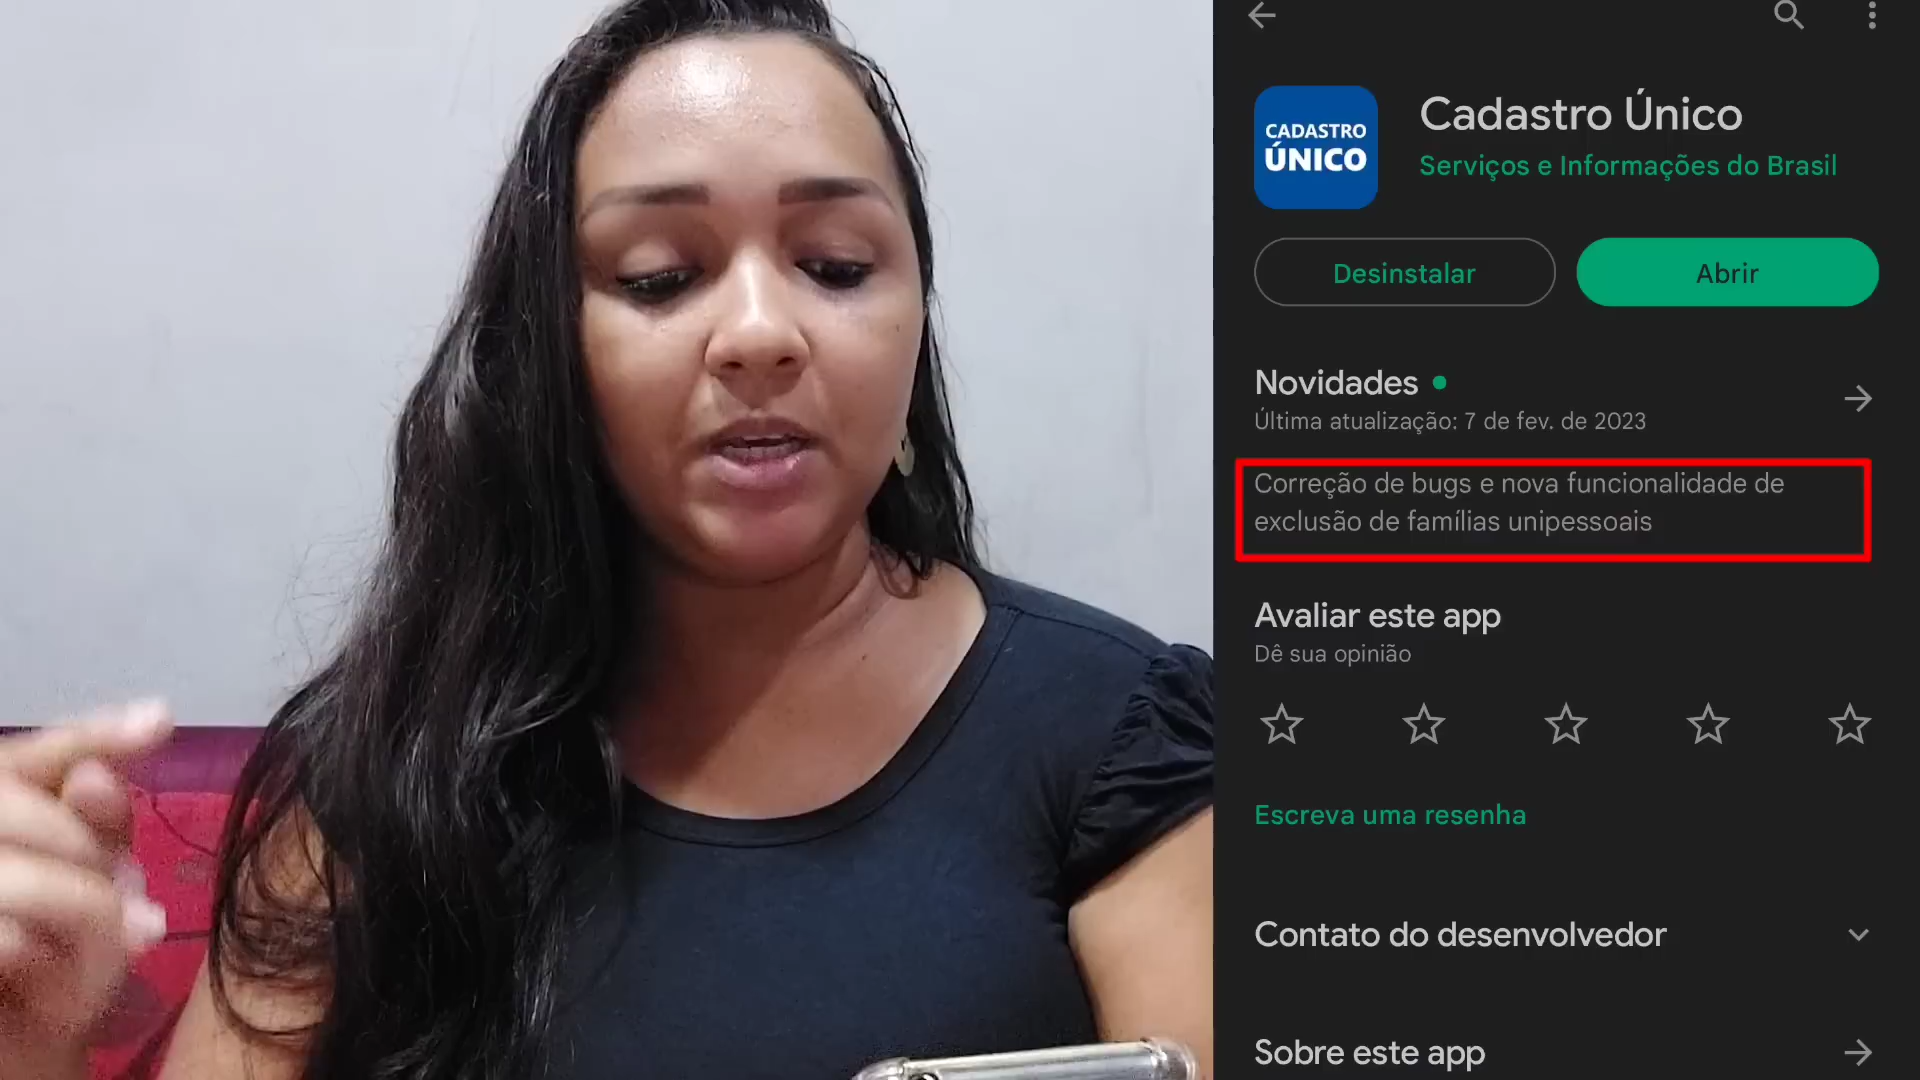 CADASTRO
ÚNICO
Cadastro Único
Serviços e Informações do Brasil
Desinstalar
Abrir
Novidades
Última atualização: 7 de fev. de 2023
Correção de bugs e nova funcionalidade de
exclusão de famílias unipessoais
Avaliar este app
Dê sua opinião
Escreva uma resenha
Contato do desenvolvedor
Sobre este app